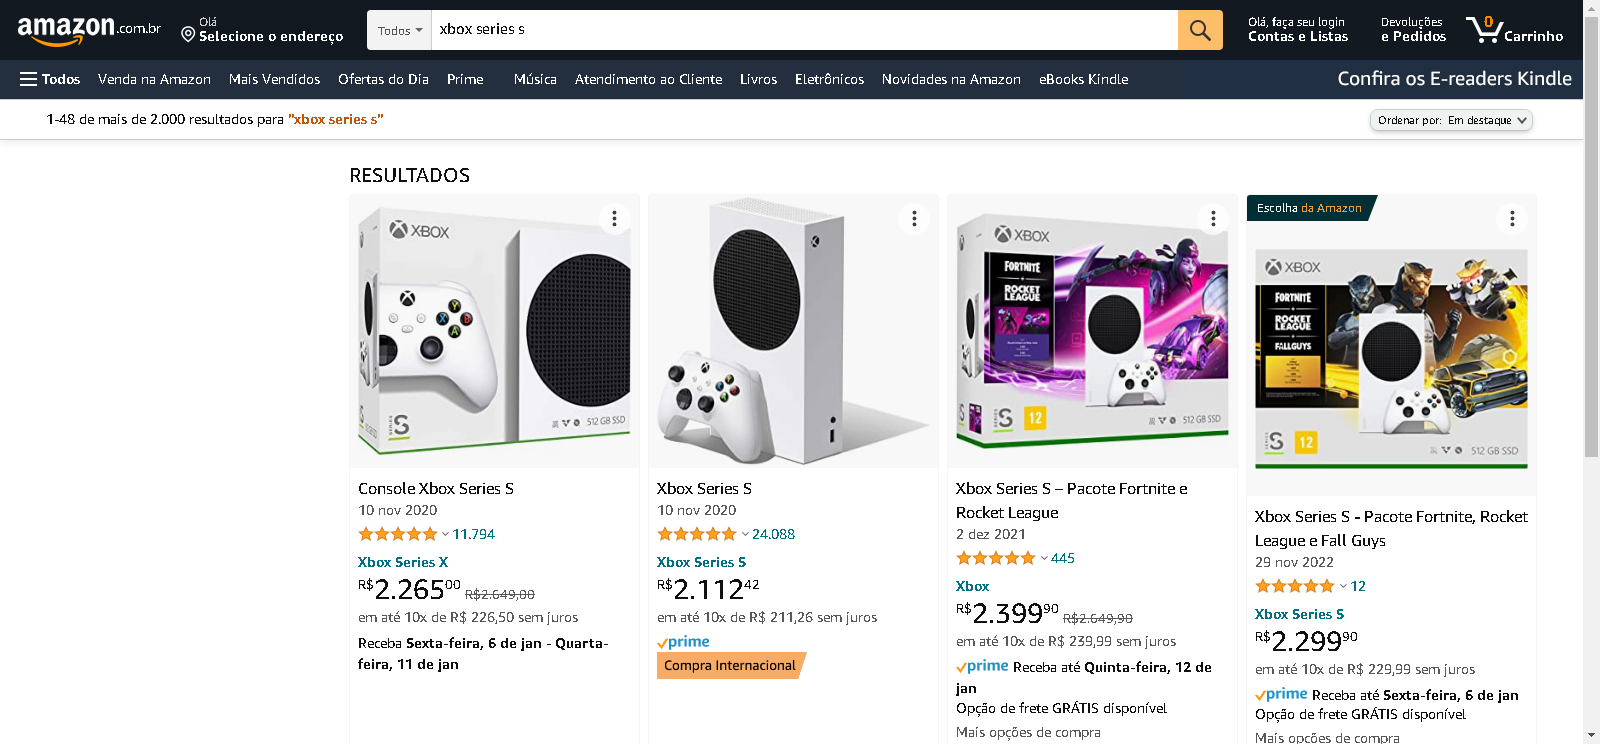 amazon.com.br
Olá
Selecione o endereço
Todos
xbox series s
Olá, faça seu login
Contas e Listas
Devoluções
e Pedidos
0
Carrinho
Todos Venda na Amazon Mais Vendidos Ofertas do Dia Prime Música Atendimento ao Cliente Livros Eletrônicos Novidades na Amazon eBooks Kindle
Confira os E-readers Kindle
1-48 de mais de 2.000 resultados para "xbox series s"
Ordenar por: Em destaque
RESULTADOS
XBOX
X
Y
B
A
SERIES
S
512 GB SSD
Console Xbox Series S
10 nov 2020
11.794
Xbox Series X
R$2.26500 R$2.649,00
em até 10x de R$ 226,50 sem juros
Receba Sexta-feira, 6 de jan - Quarta-
feira, 11 de jan
Xbox Series S
10 nov 2020
24.088
Xbox Series S
R$2.11242
em até 10x de R$ 211,26 sem juros
prime
Compra Internacional
XBOX
FORTNITE
ROCKET
LEAGUE
SERIES
S
12
512 GB SSD
Xbox Series S – Pacote Fortnite e
Rocket League
2 dez 2021
445
Xbox
R$2.39990 R$2.649,90
em até 10x de R$ 239,99 sem juros
prime Receba até Quinta-feira, 12 de
jan
Opção de frete GRÁTIS disponível
Mais opções de compra
Escolha da Amazon
XBOX
FORTNITE
ROCKET
LEAGUE
FALL GUYS
SERIES
S
12
512 GB SSD
Xbox Series S - Pacote Fortnite, Rocket
League e Fall Guys
29 nov 2022
12
Xbox Series S
R$2.29990
em até 10x de R$ 229,99 sem juros
prime Receba até Sexta-feira, 6 de jan
Opção de frete GRÁTIS disponível
Mais opções de compra